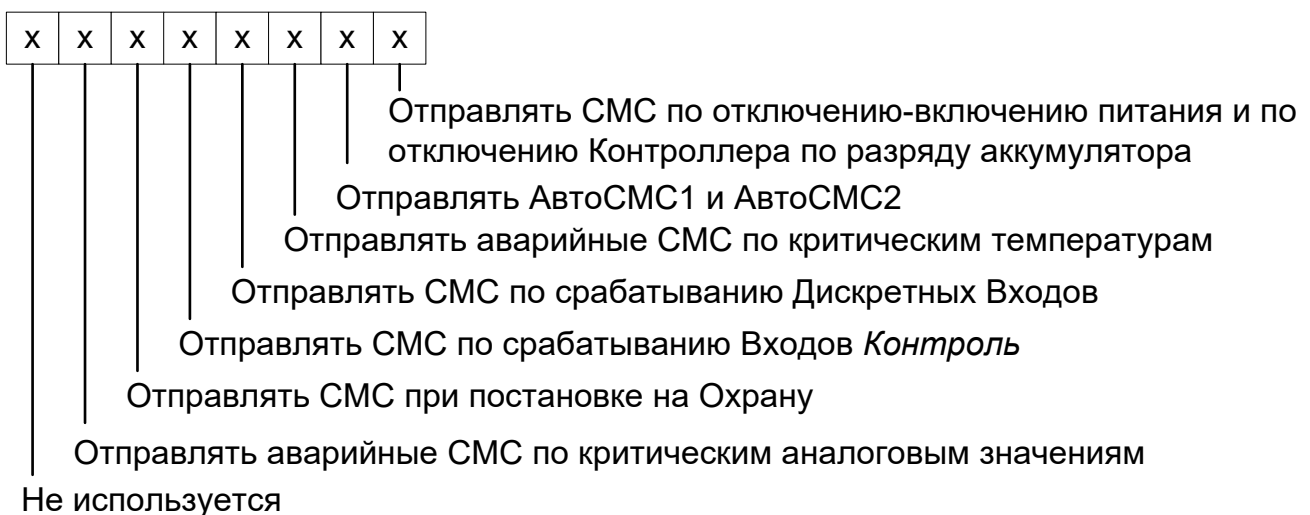 x x x x x x x x
Отправлять СМС по отключению-включению питания и по
отключению Контроллера по разряду аккумулятора
Отправлять АвтоСМС1 и АвтоСМС2
Отправлять аварийные СМС по критическим температурам
Отправлять СМС по срабатыванию Дискретных Входов
Отправлять СМС по срабатыванию Входов Контроль
Отправлять СМС при постановке на Охрану
Отправлять аварийные СМС по критическим аналоговым значениям
Не используется